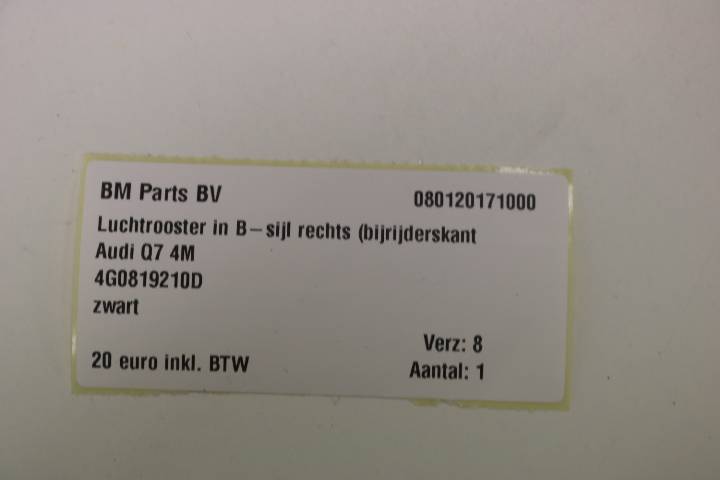 BM Parts BV 080120171000
Luchtrooster in B-sijl rechts (bijrijderskant
Audi Q7 4M
4G0819210D
zwart
Verz: 8
20 euro inkl. BTW
Aantal: 1